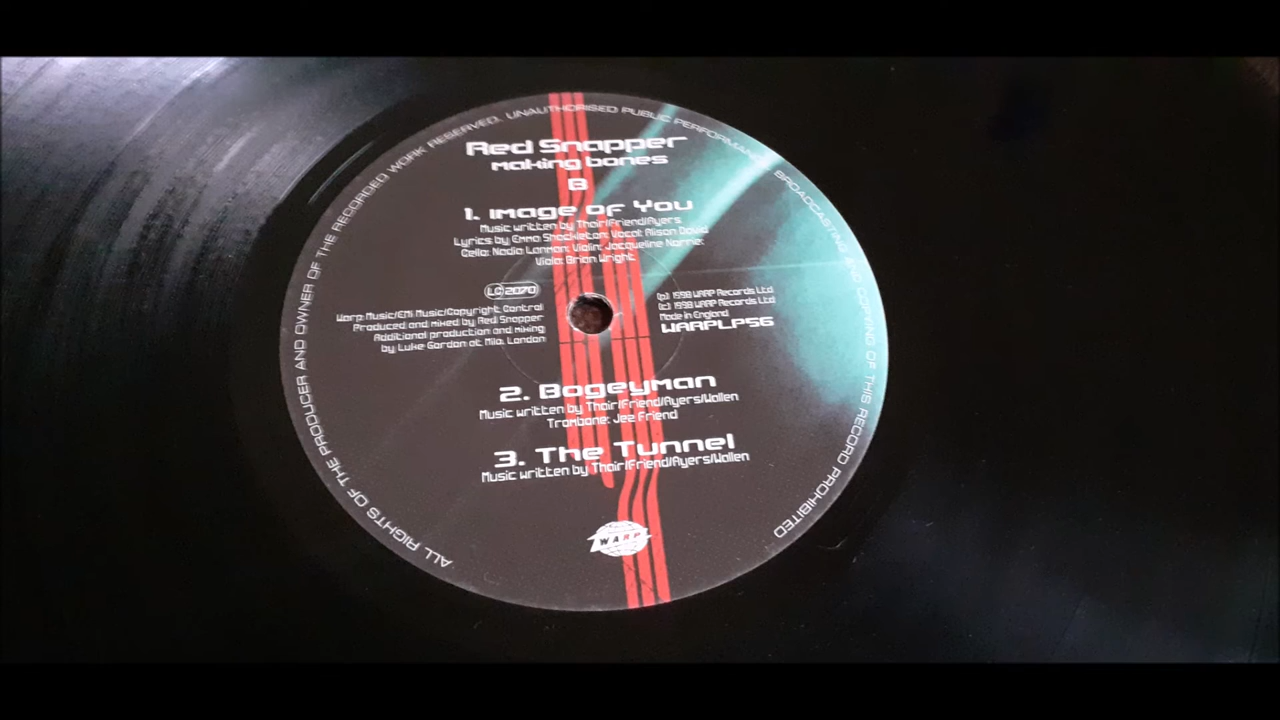 ALL RIGHTS OF THE PRODUCER AND OWNER OF THE RECORDED WORK RESERVED. UNAUTHORISED PUBLIC PERFORMANCE BROADCASTING AND COPYING OF THIS RECORD PROHIBITED
Red Snapper
making bones
B
1. Image of You
Music written by Thair/Friend/Ayers
Lyrics by Emma Shackleton: Vocal: Alison David
Cello: Nadia Lanman: Violin: Jacqueline Norrie:
Viola: Brian Wright
LC 2070
Warp Music/EMI Music/Copyright Control
Produced and mixed by Red Snapper
Additional production and mixing
by Luke Gordon at Milo, London
(p) 1998 WARP Records Ltd
(c) 1998 WARP Records Ltd
Made in England
WARPLP56
2. Bogeyman
Music written by Thair/Friend/Ayers/Wallen
Trombone: Jez Friend
3. The Tunnel
Music written by Thair/Friend/Ayers/Wallen
WARP